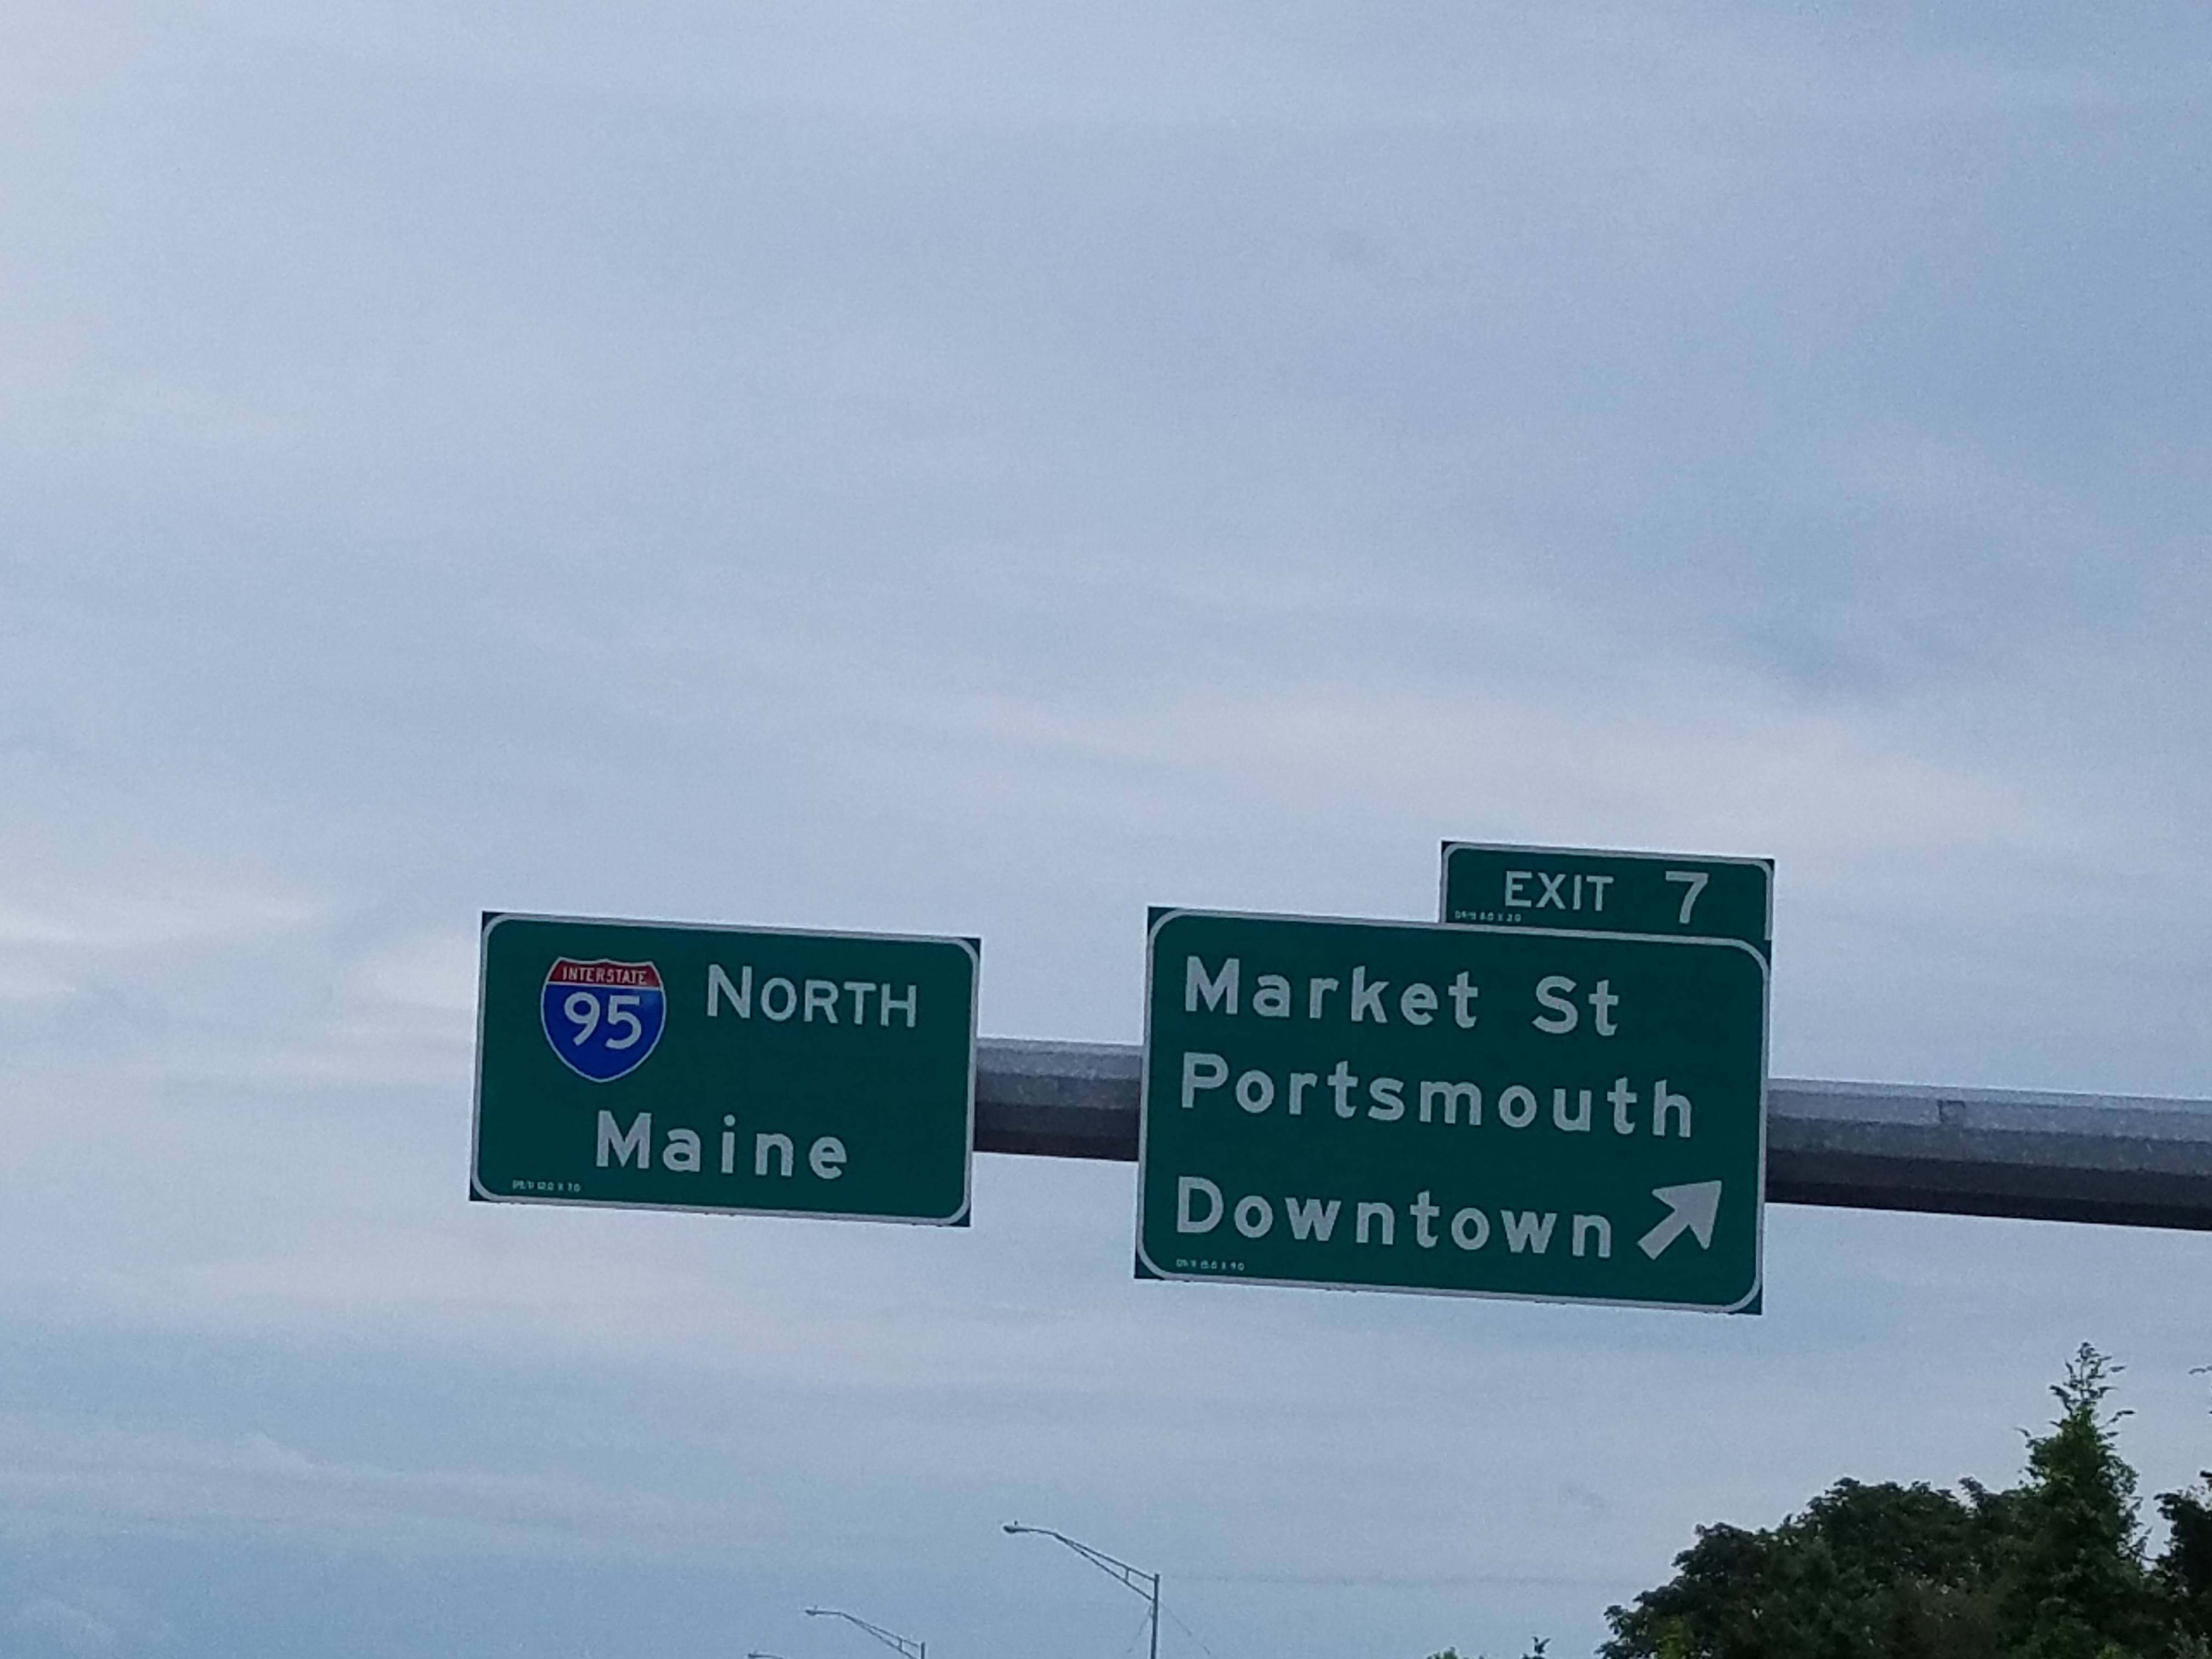 INTERSTATE
95
NORTH
Maine
EXIT 7
Market St
Portsmouth
Downtown